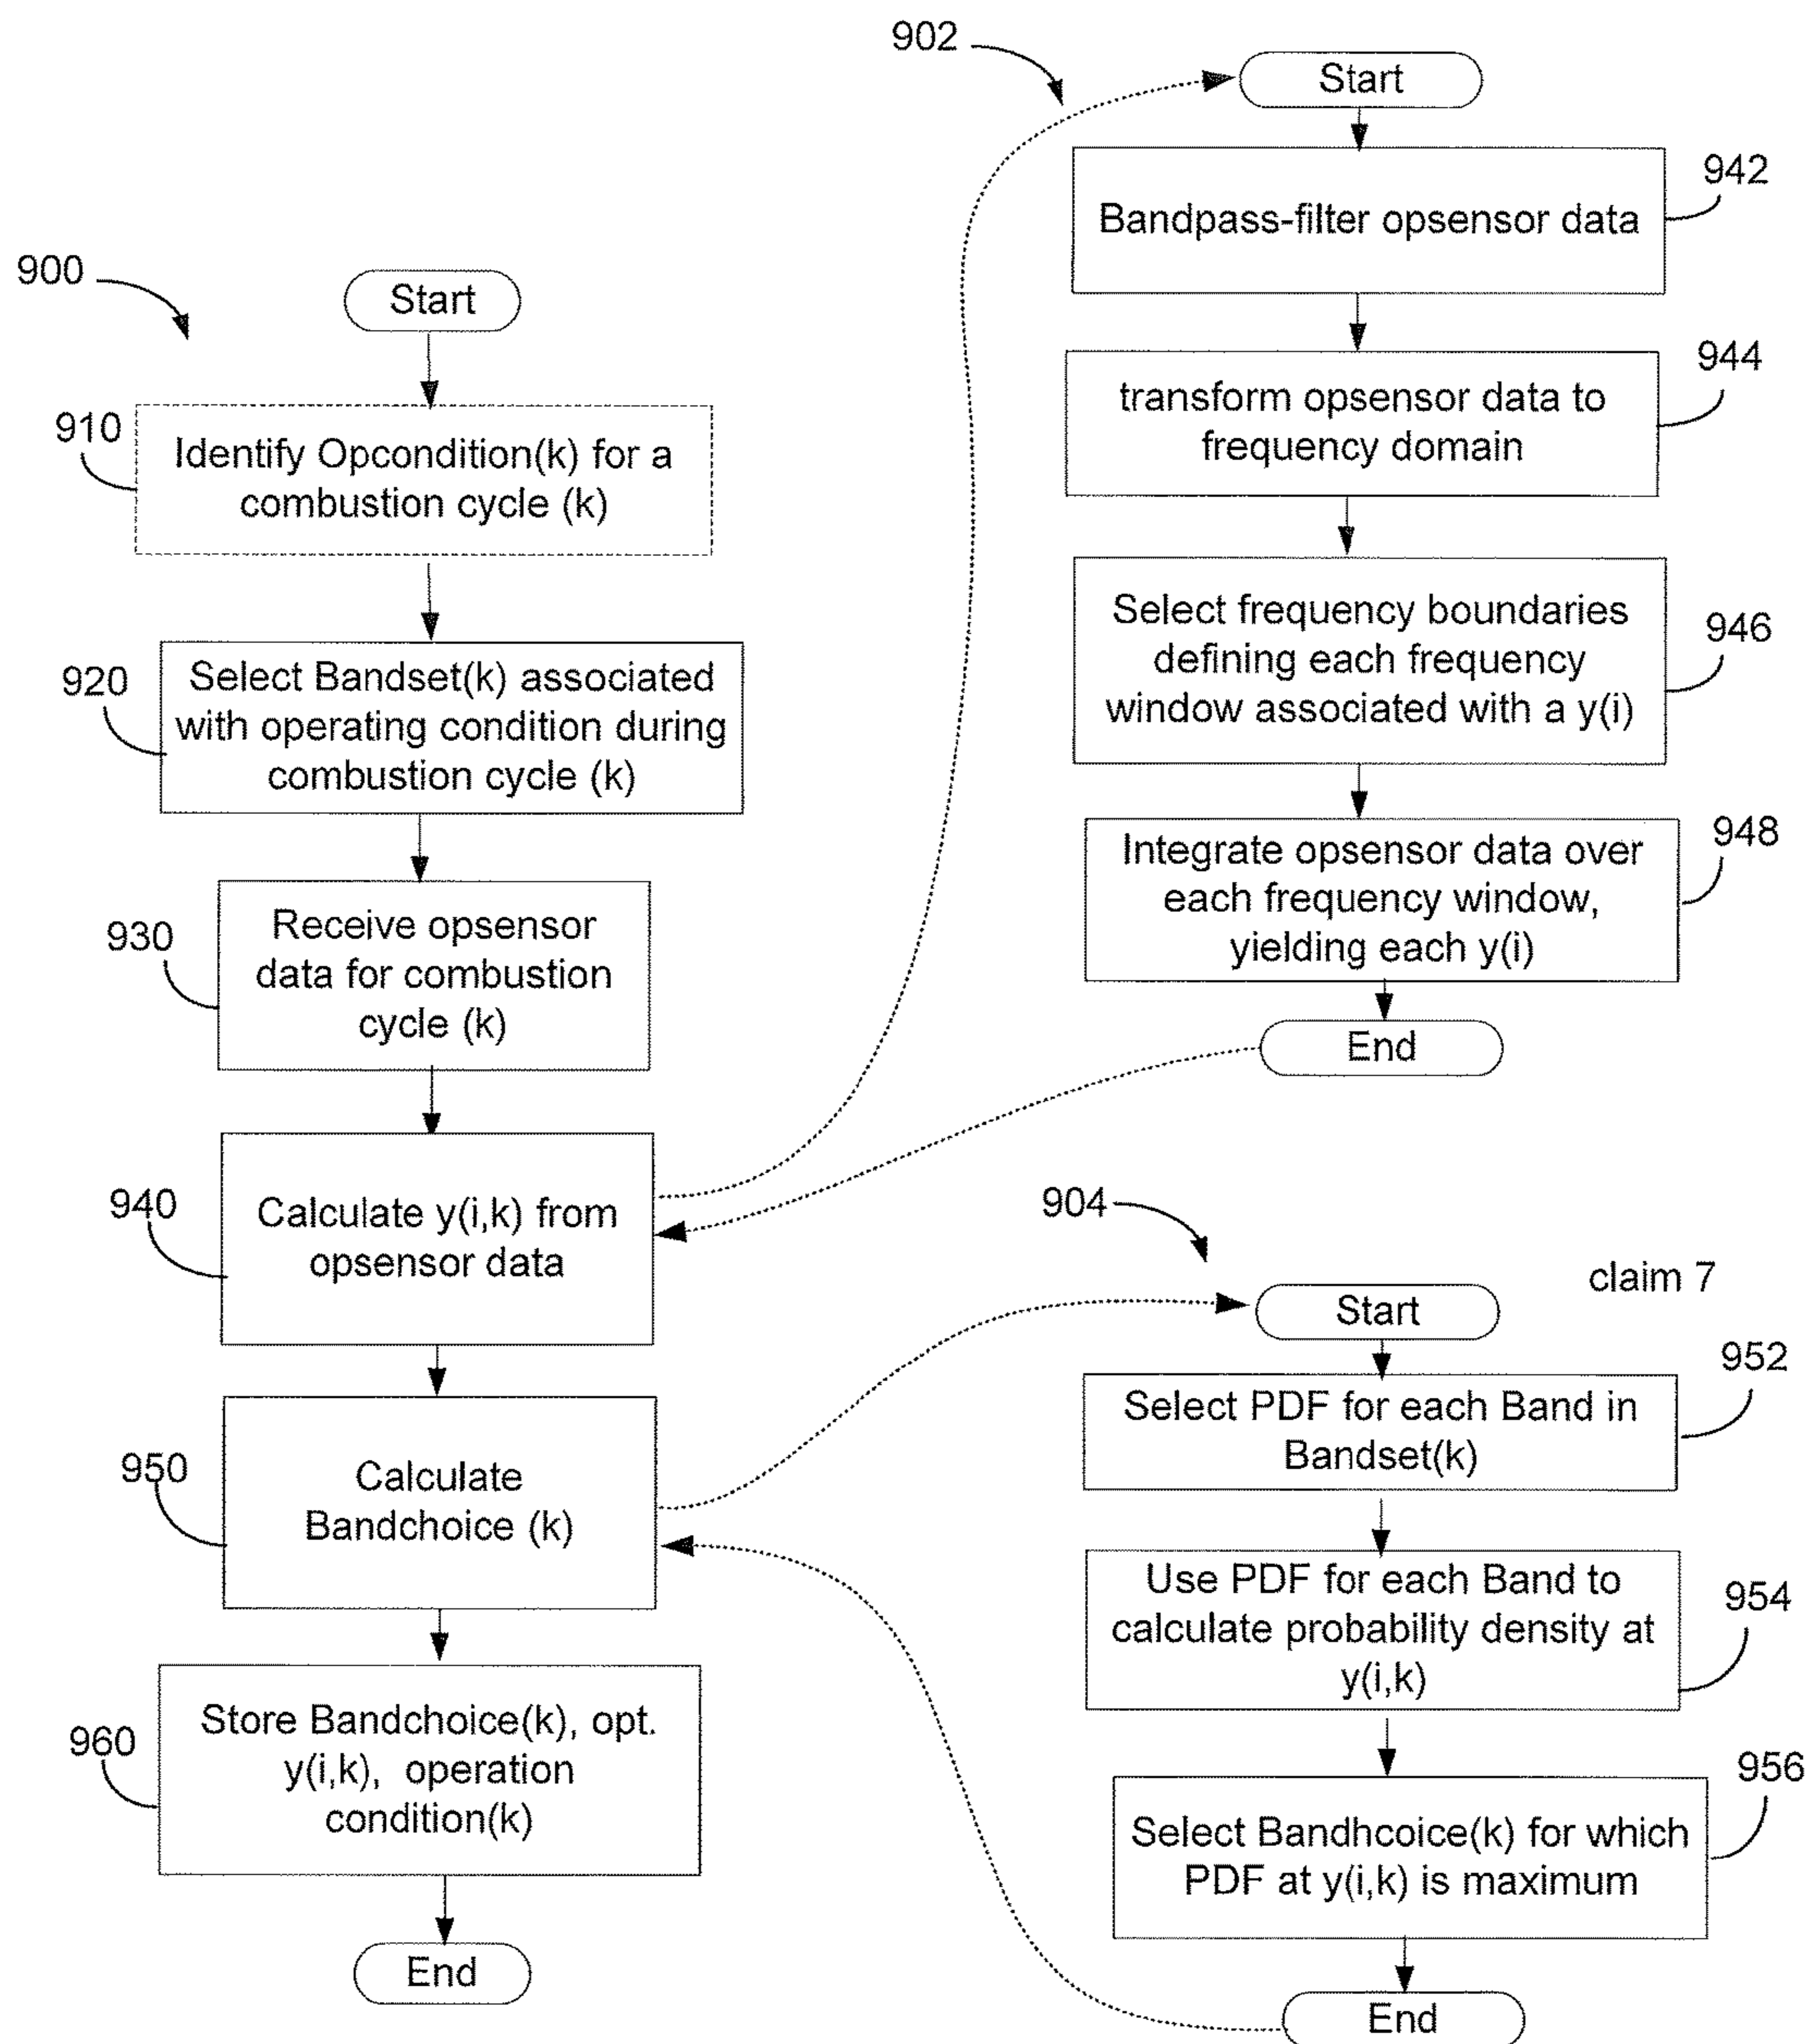 900
Start
910
Identify Opcondition(k) for a
combustion cycle (k)
920
Select Bandset(k) associated
with operating condition during
combustion cycle (k)
930
Receive opsensor
data for combustion
cycle (k)
940
Calculate y(i,k) from
opsensor data
950
Calculate
Bandchoice (k)
960
Store Bandchoice(k), opt.
y(i,k), operation
condition(k)
End
902
Start
942
Bandpass-filter opsensor data
944
transform opsensor data to
frequency domain
946
Select frequency boundaries
defining each frequency
window associated with a y(i)
948
Integrate opsensor data over
each frequency window,
yielding each y(i)
End
904
claim 7
Start
952
Select PDF for each Band in
Bandset(k)
954
Use PDF for each Band to
calculate probability density at
y(i,k)
956
Select Bandhcoice(k) for which
PDF at y(i,k) is maximum
End